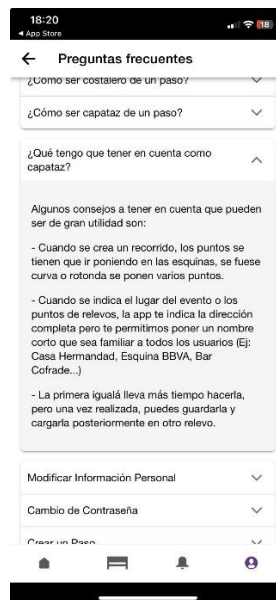 18:20
18
◀ App Store
← Preguntas frecuentes
¿Cómo ser costalero de un paso?
¿Cómo ser capataz de un paso?
¿Qué tengo que tener en cuenta como
capataz?
Algunos consejos a tener en cuenta que pueden
ser de gran utilidad son:
- Cuando se crea un recorrido, los puntos se
tienen que ir poniendo en las esquinas, si fuese
curva o rotonda se ponen varios puntos.
- Cuando se indica el lugar del evento o los
puntos de relevos, la app te indica la dirección
completa pero te permitimos poner un nombre
corto que sea familiar a todos los usuarios (Ej:
Casa Hermandad, Esquina BBVA, Bar
Cofrade...)
- La primera igualá lleva más tiempo hacerla,
pero una vez realizada, puedes guardarla y
cargarla posteriormente en otro relevo.
Modificar Información Personal
Cambio de Contraseña
Crear un Paso